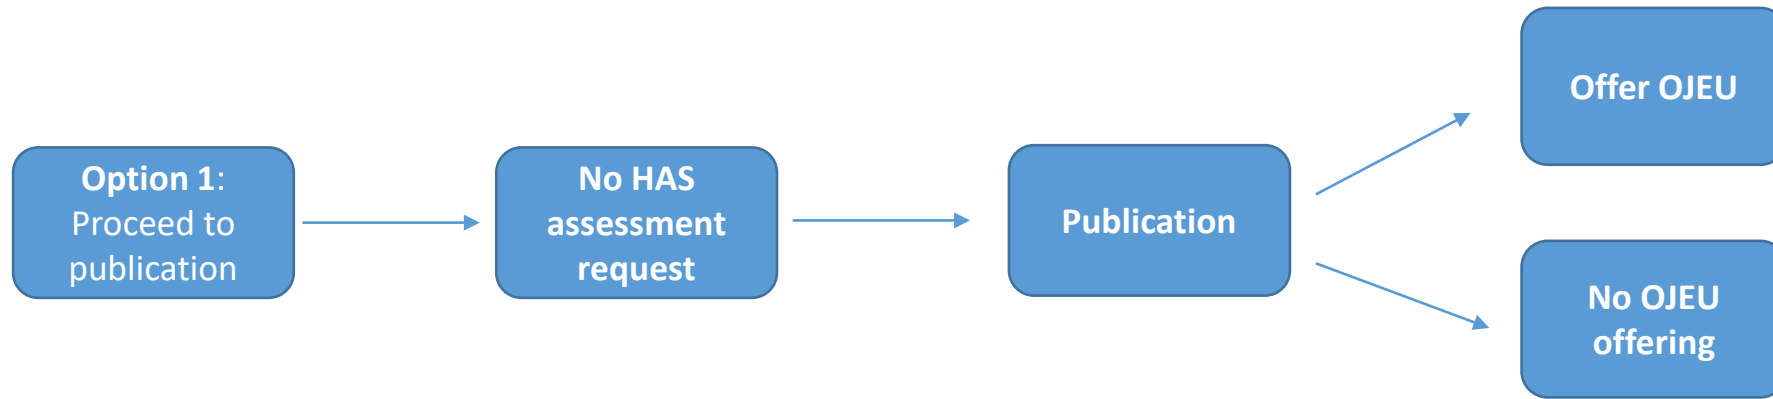 Option 1:
Proceed to
publication
No HAS
assessment
request
Publication
Offer OJEU
No OJEU
offering